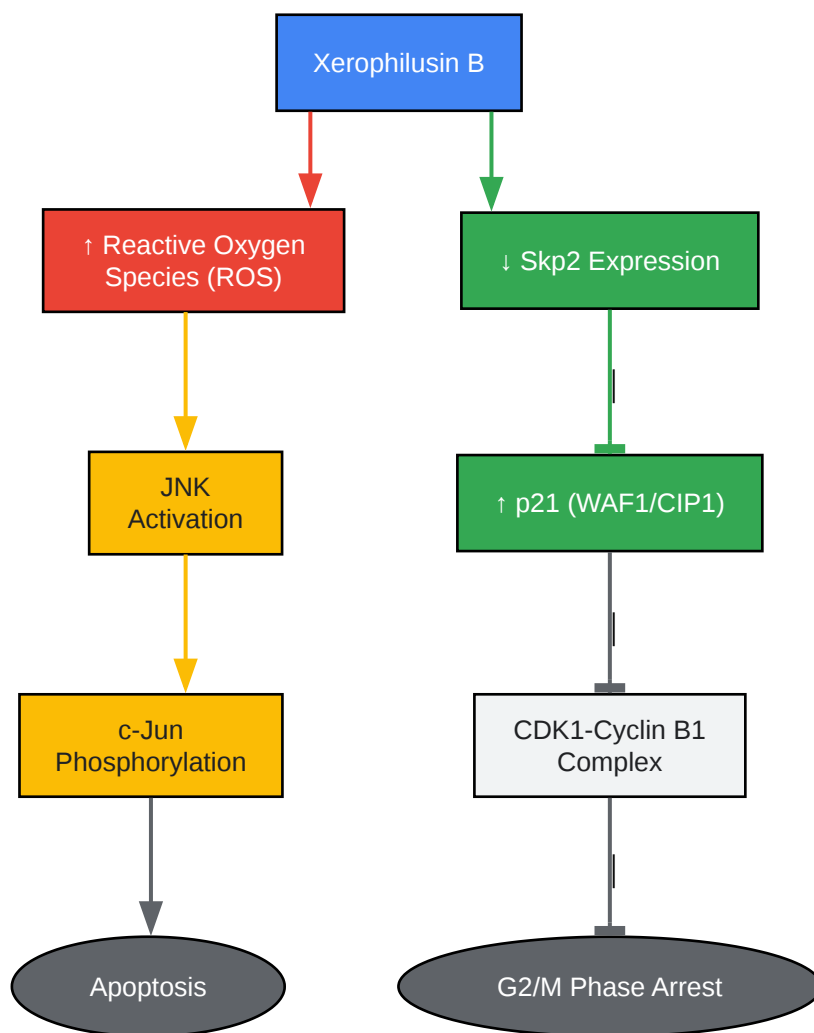 Xerophilusin B
↑ Reactive Oxygen
Species (ROS)
↓ Skp2 Expression
JNK
Activation
↑ p21 (WAF1/CIP1)
c-Jun
Phosphorylation
CDK1-Cyclin B1
Complex
Apoptosis
G2/M Phase Arrest